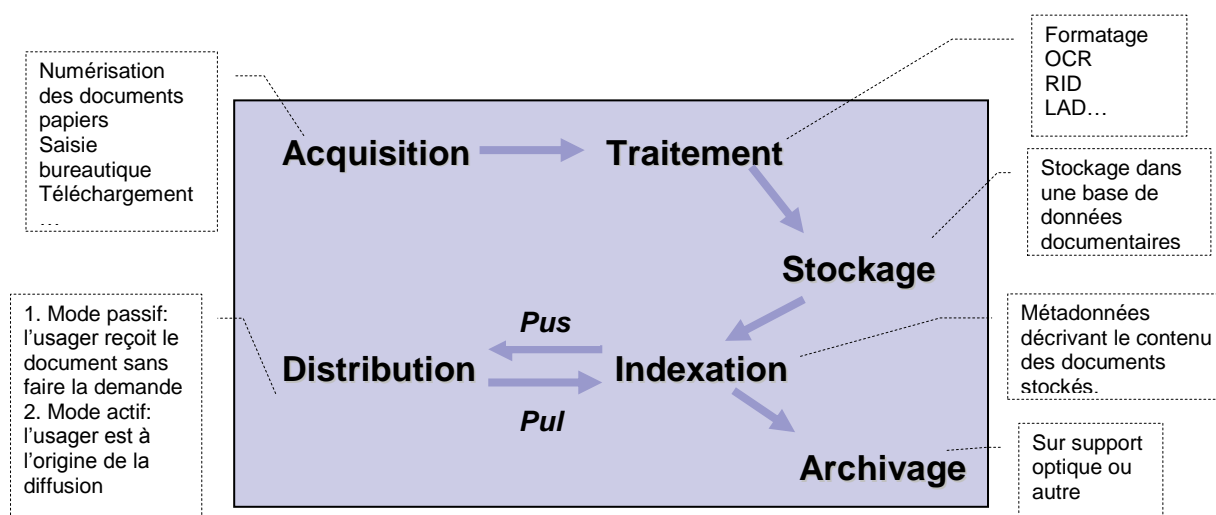 Numérisation
des documents
papiers
Saisie
bureautique
Téléchargement
…
Formatage
OCR
RID
LAD…
Acquisition
Traitement
Stockage dans
une base de
données
documentaires
Stockage
1. Mode passif:
l’usager reçoit le
document sans
faire la demande
2. Mode actif:
l’usager est à
l’origine de la
diffusion
Pus
Distribution
Indexation
Pul
Métadonnées
décrivant le contenu
des documents
stockés.
Archivage
Sur support
optique ou
autre